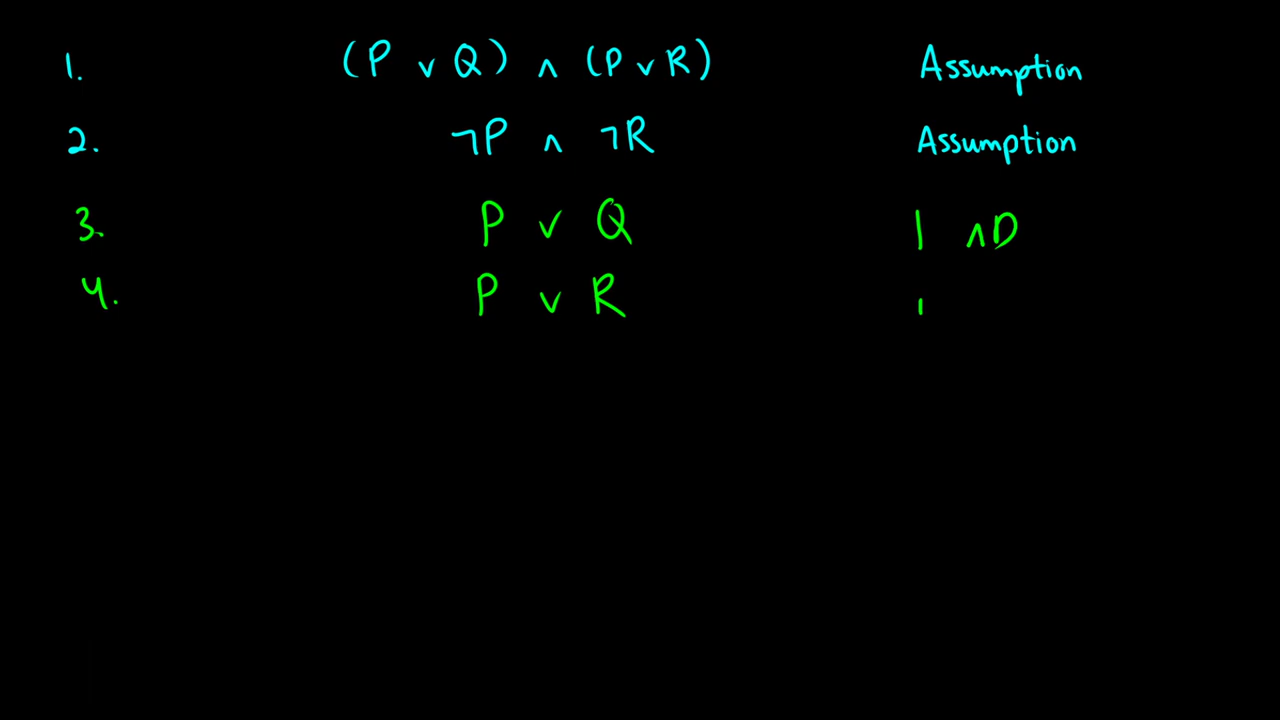 1. (P ∨ Q) ∧ (P ∨ R) Assumption
2. ¬P ∧ ¬R Assumption
3. P ∨ Q 1 ∧D
4. P ∨ R 1